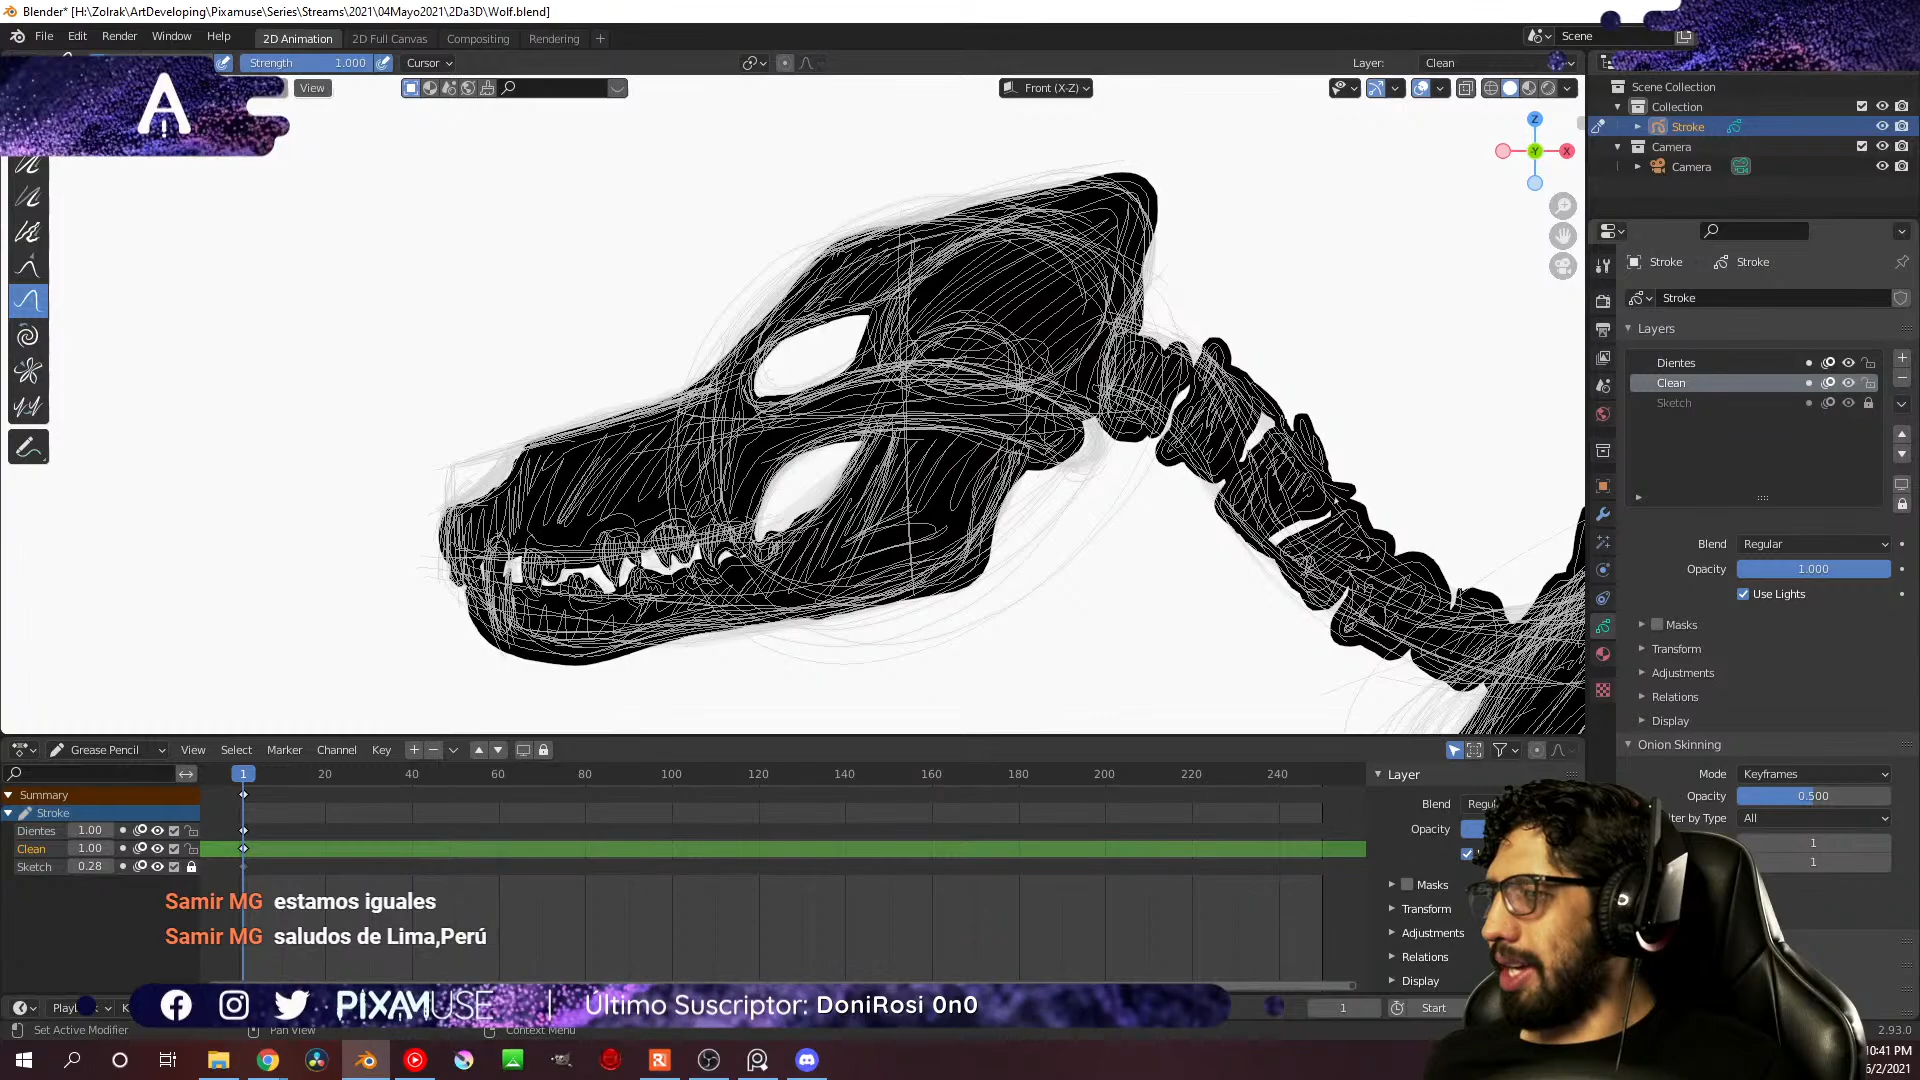 Blender* [H:\Zolrak\ArtDeveloping\Pixamuse\Series\Streams\2021\04Mayo2021\2Da3D\Wolf.blend]
File Edit Render Window Help 2D Animation 2D Full Canvas Compositing Rendering + Scene
Strength 1.000 Cursor Layer: Clean
A View Front (X-Z)
Scene Collection
Collection
Stroke
Camera
Camera
Z
Y X
Stroke Stroke
Stroke
Layers
Dientes
Clean
Sketch
Blend Regular
Opacity 1.000
Use Lights
Masks
Transform
Adjustments
Relations
Display
Onion Skinning
Mode Keyframes
Opacity 0.500
lter by Type All
1
1
Grease Pencil View Select Marker Channel Key
1 20 40 60 80 100 120 140 160 180 200 220 240
Summary
Stroke
Dientes 1.00
Clean 1.00
Sketch 0.28
Layer
Blend Regu
Opacity
Masks
Transform
Adjustments
Relations
Display
Samir MG estamos iguales
Samir MG saludos de Lima,Perú
PIXAMUSE | Último Suscriptor: DoniRosi 0n0
1 Start
Set Active Modifier Pan View Context Menu 2.93.0
10:41 PM
6/2/2021